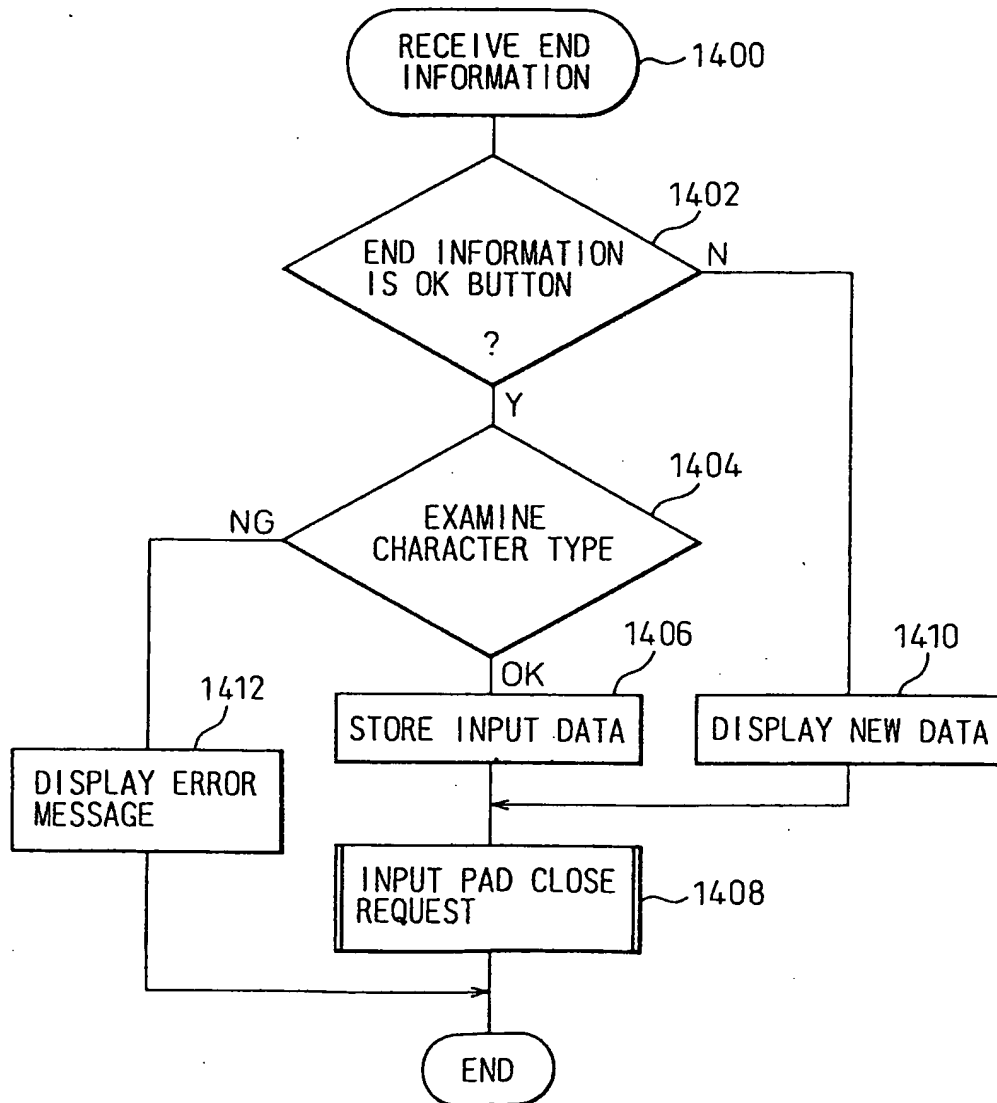 RECEIVE END
INFORMATION
1400
1402
END INFORMATION
IS OK BUTTON
?
N
Y
1404
NG
EXAMINE
CHARACTER TYPE
1406
1410
OK
1412
STORE INPUT DATA
DISPLAY NEW DATA
DISPLAY ERROR
MESSAGE
INPUT PAD CLOSE
REQUEST
1408
END